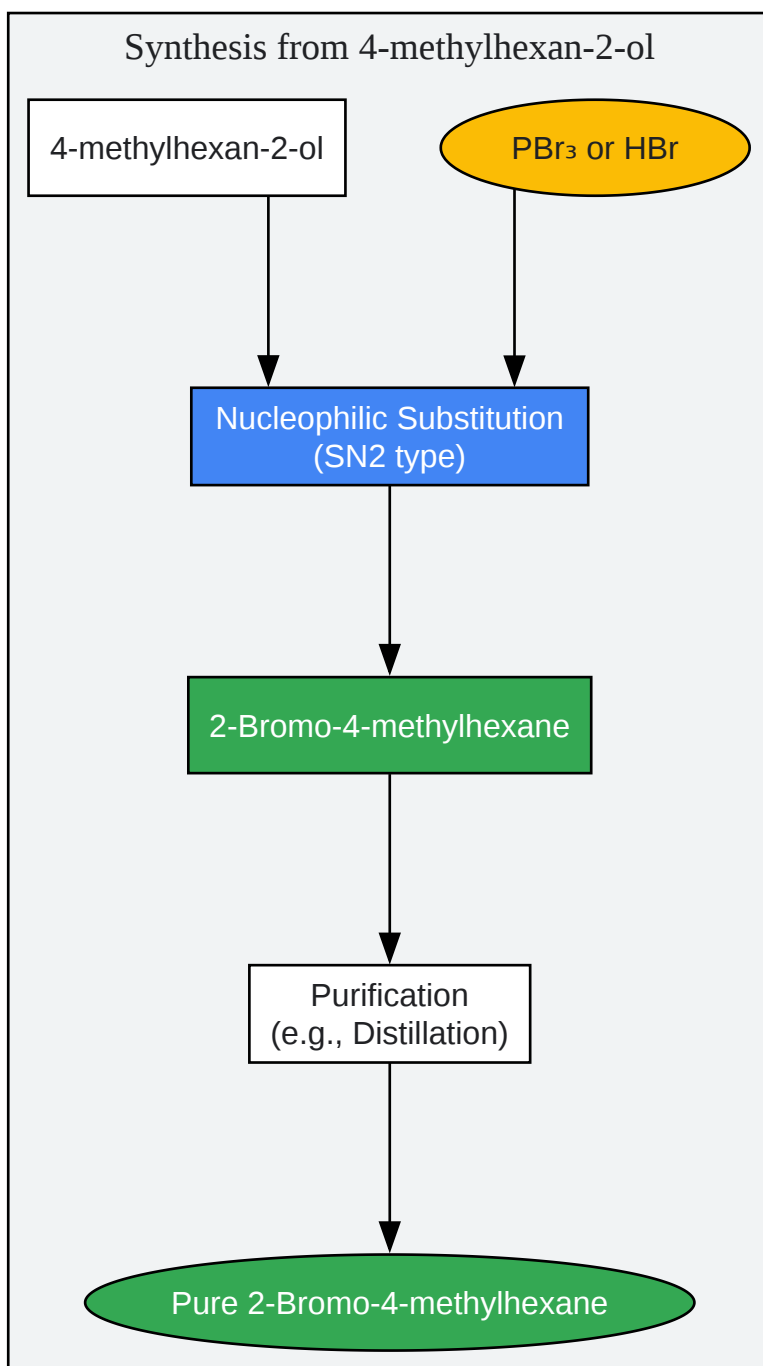 Synthesis from 4-methylhexan-2-ol
4-methylhexan-2-ol
PBr₃ or HBr
Nucleophilic Substitution
(SN2 type)
2-Bromo-4-methylhexane
Purification
(e.g., Distillation)
Pure 2-Bromo-4-methylhexane